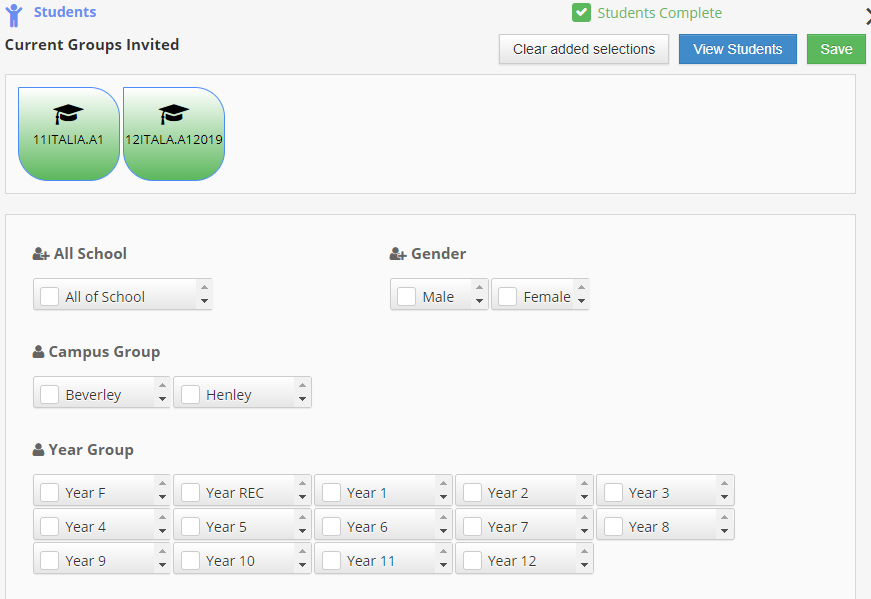 Students
Students Complete
Current Groups Invited
Clear added selections
View Students
Save
11ITALIA.A1
12ITALA.A12019
All School
Gender
All of School
Male
Female
Campus Group
Beverley
Henley
Year Group
Year F
Year REC
Year 1
Year 2
Year 3
Year 4
Year 5
Year 6
Year 7
Year 8
Year 9
Year 10
Year 11
Year 12